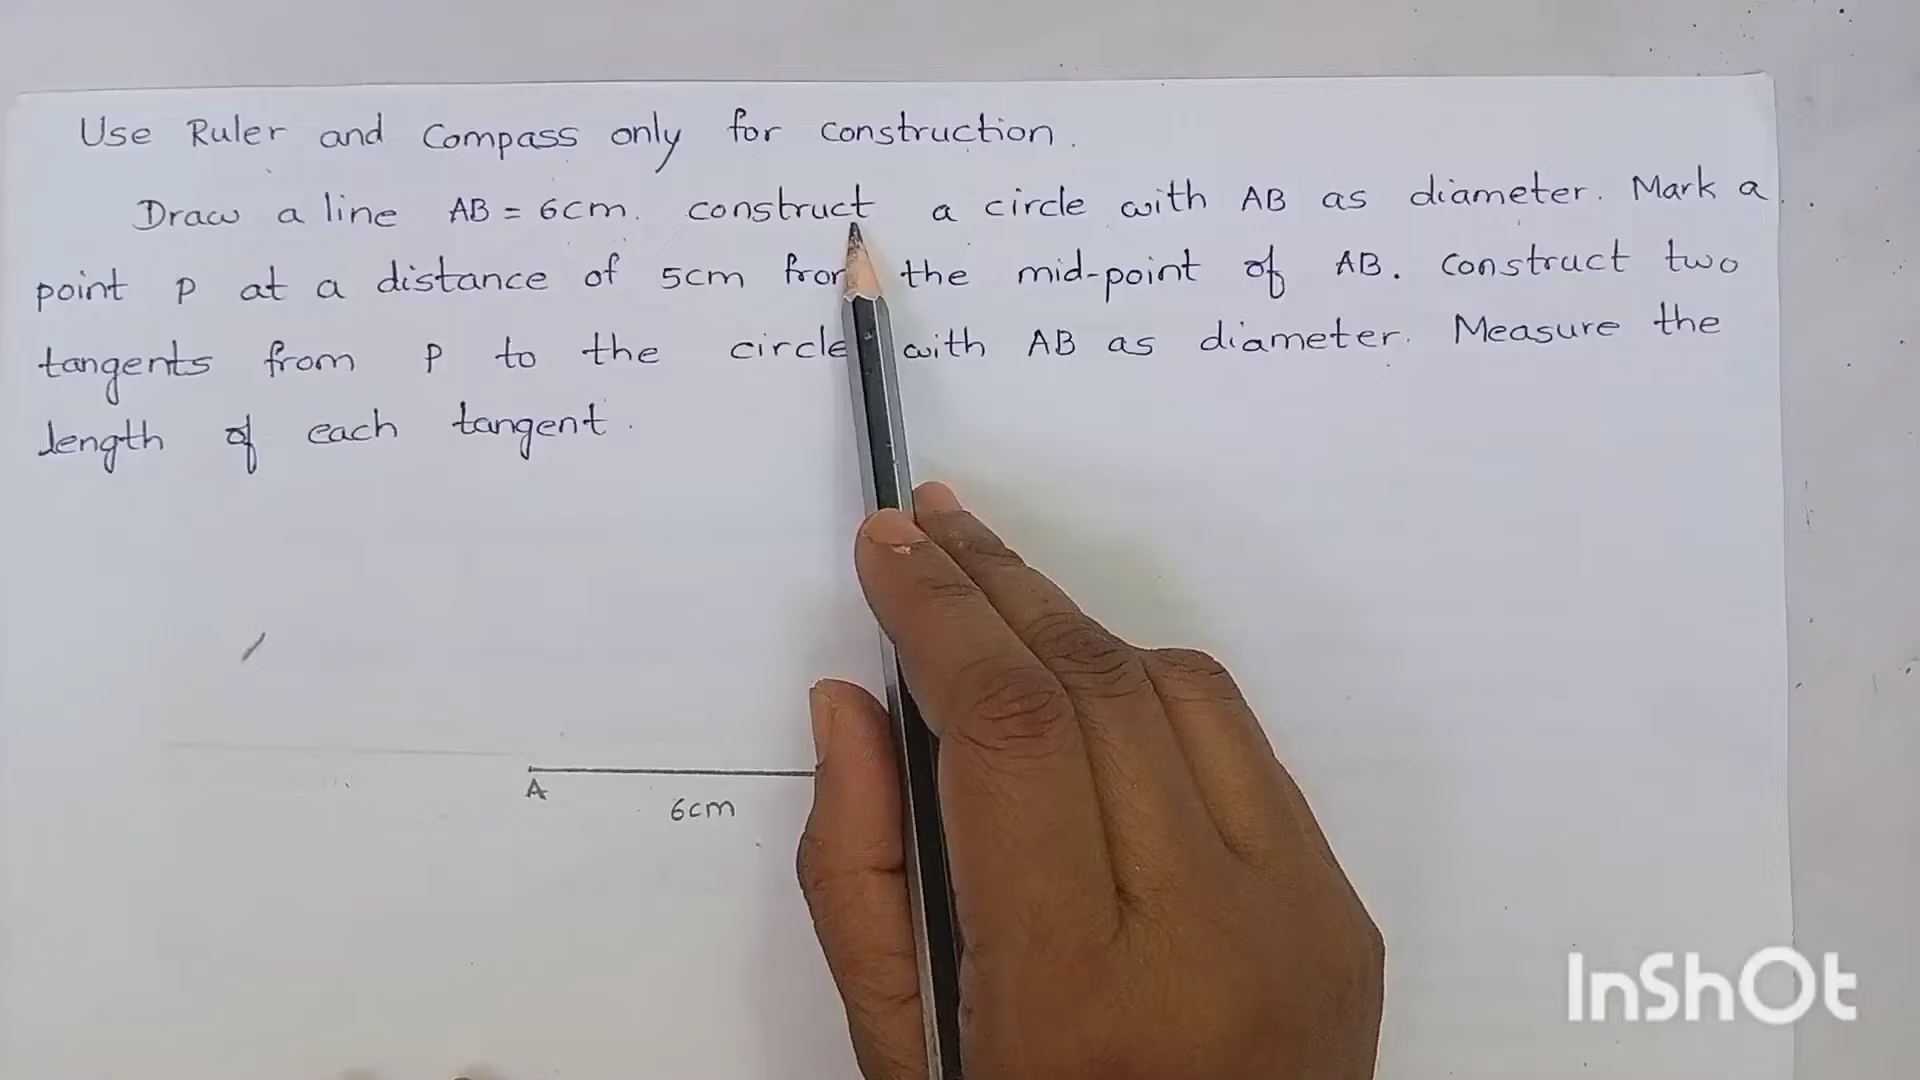 Use Ruler and Compass only for construction.
Draw a line AB = 6cm. construct a circle with AB as diameter. Mark a
point P at a distance of 5cm the mid-point of AB. construct two
tangents from P to the circle with AB as diameter. Measure the
length of each tangent.
A
6cm
InShOt